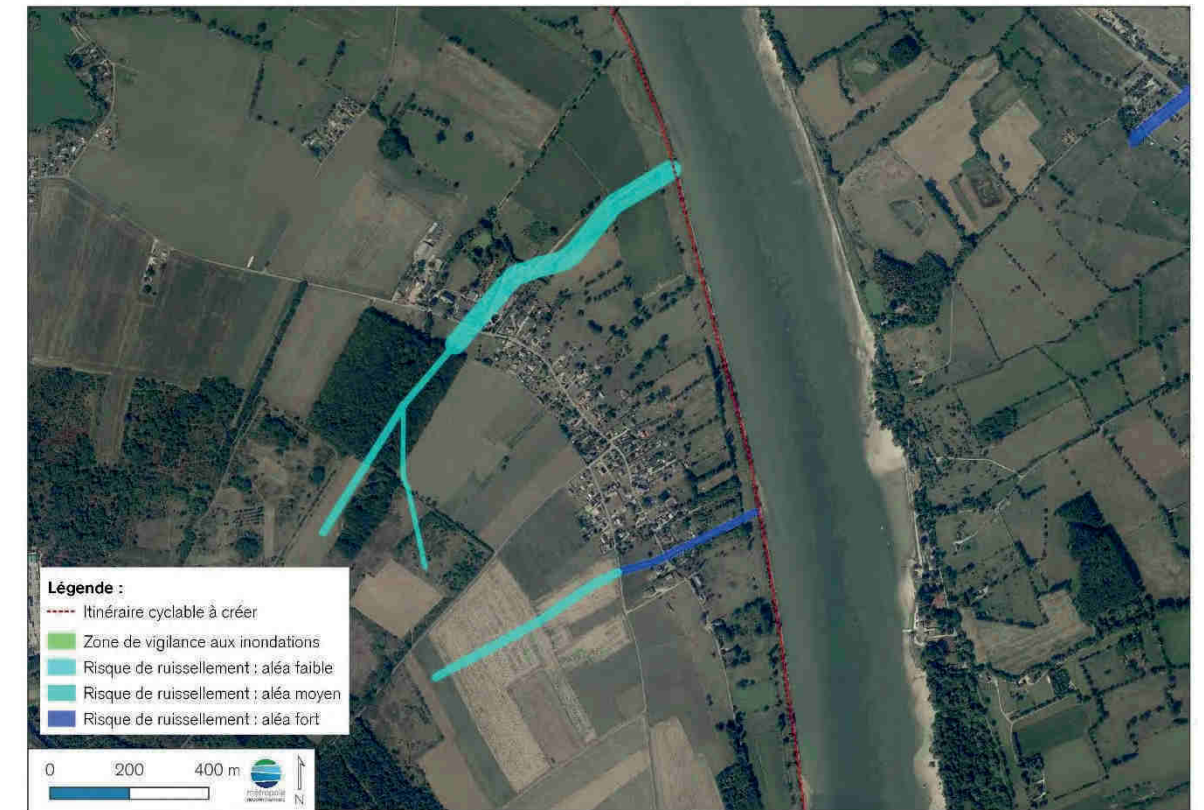 Légende :
Itinéraire cyclable à créer
Zone de vigilance aux inondations
Risque de ruissellement : aléa faible
Risque de ruissellement : aléa moyen
Risque de ruissellement : aléa fort
0 200 400 m
métropole
N